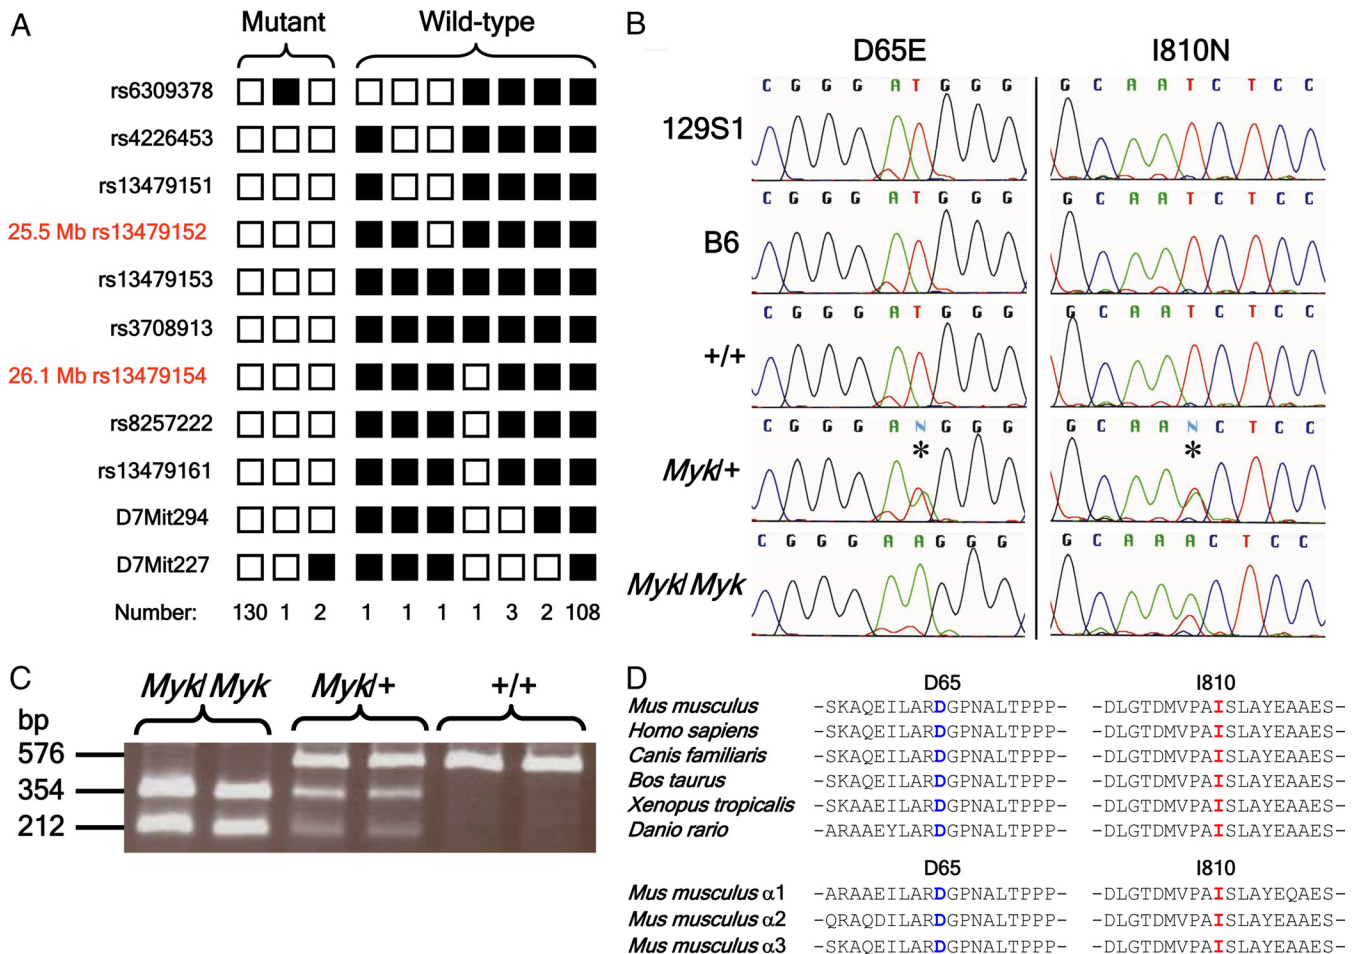 A
Mutant Wild-type
rs6309378
rs4226453
rs13479151
25.5 Mb rs13479152
rs13479153
rs3708913
26.1 Mb rs13479154
rs8257222
rs13479161
D7Mit294
D7Mit227
Number: 130 1 2 1 1 1 1 3 2 108
B
D65E I810N
129S1
C G G G A T G G G G C A A T C T C C
B6
C G G G A T G G G G C A A T C T C C
+/+
C G G G A T G G G G C A A T C T C C
Myk/+
C G G G A N G G G G C A A N C T C C
* *
Myk/Myk
C G G G A A G G G G C A A A C T C C
C
Myk/Myk Myk/+ +/+
bp
576
354
212
D
D65 I810
Mus musculus -SKAQEILARDGPNALTPPP- -DLGTDMVPAISLAYEAAES-
Homo sapiens -SKAQEILARDGPNALTPPP- -DLGTDMVPAISLAYEAAES-
Canis familiaris -SKAQEILARDGPNALTPPP- -DLGTDMVPAISLAYEAAES-
Bos taurus -SKAQEILARDGPNALTPPP- -DLGTDMVPAISLAYEAAES-
Xenopus tropicalis -SKAAEILARDGPNALTPPP- -DLGTDMVPAISLAYEAAES-
Danio rario -ARAAEYLARDGPNALTPPP- -DLGTDMVPAISLAYEAAES-
D65 I810
Mus musculus α1 -ARAAEILARDGPNALTPPP- -DLGTDMVPAISLAYEQAES-
Mus musculus α2 -QRAQDILARDGPNALTPPP- -DLGTDMVPAISLAYEAAES-
Mus musculus α3 -SKAQEILARDGPNALTPPP- -DLGTDMVPAISLAYEAAES-